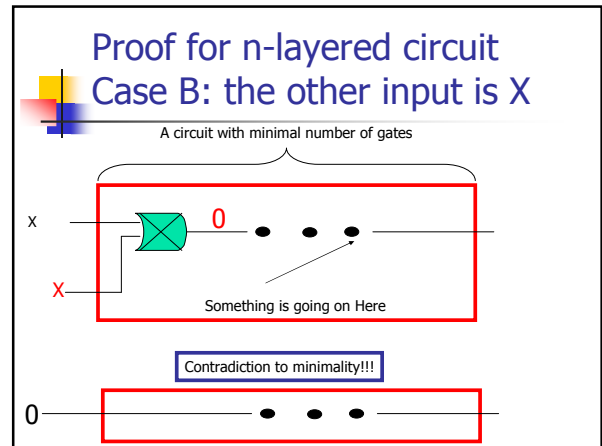 Proof for n-layered circuit
Case B: the other input is X
A circuit with minimal number of gates
x
0
X
Something is going on Here
Contradiction to minimality!!!
0